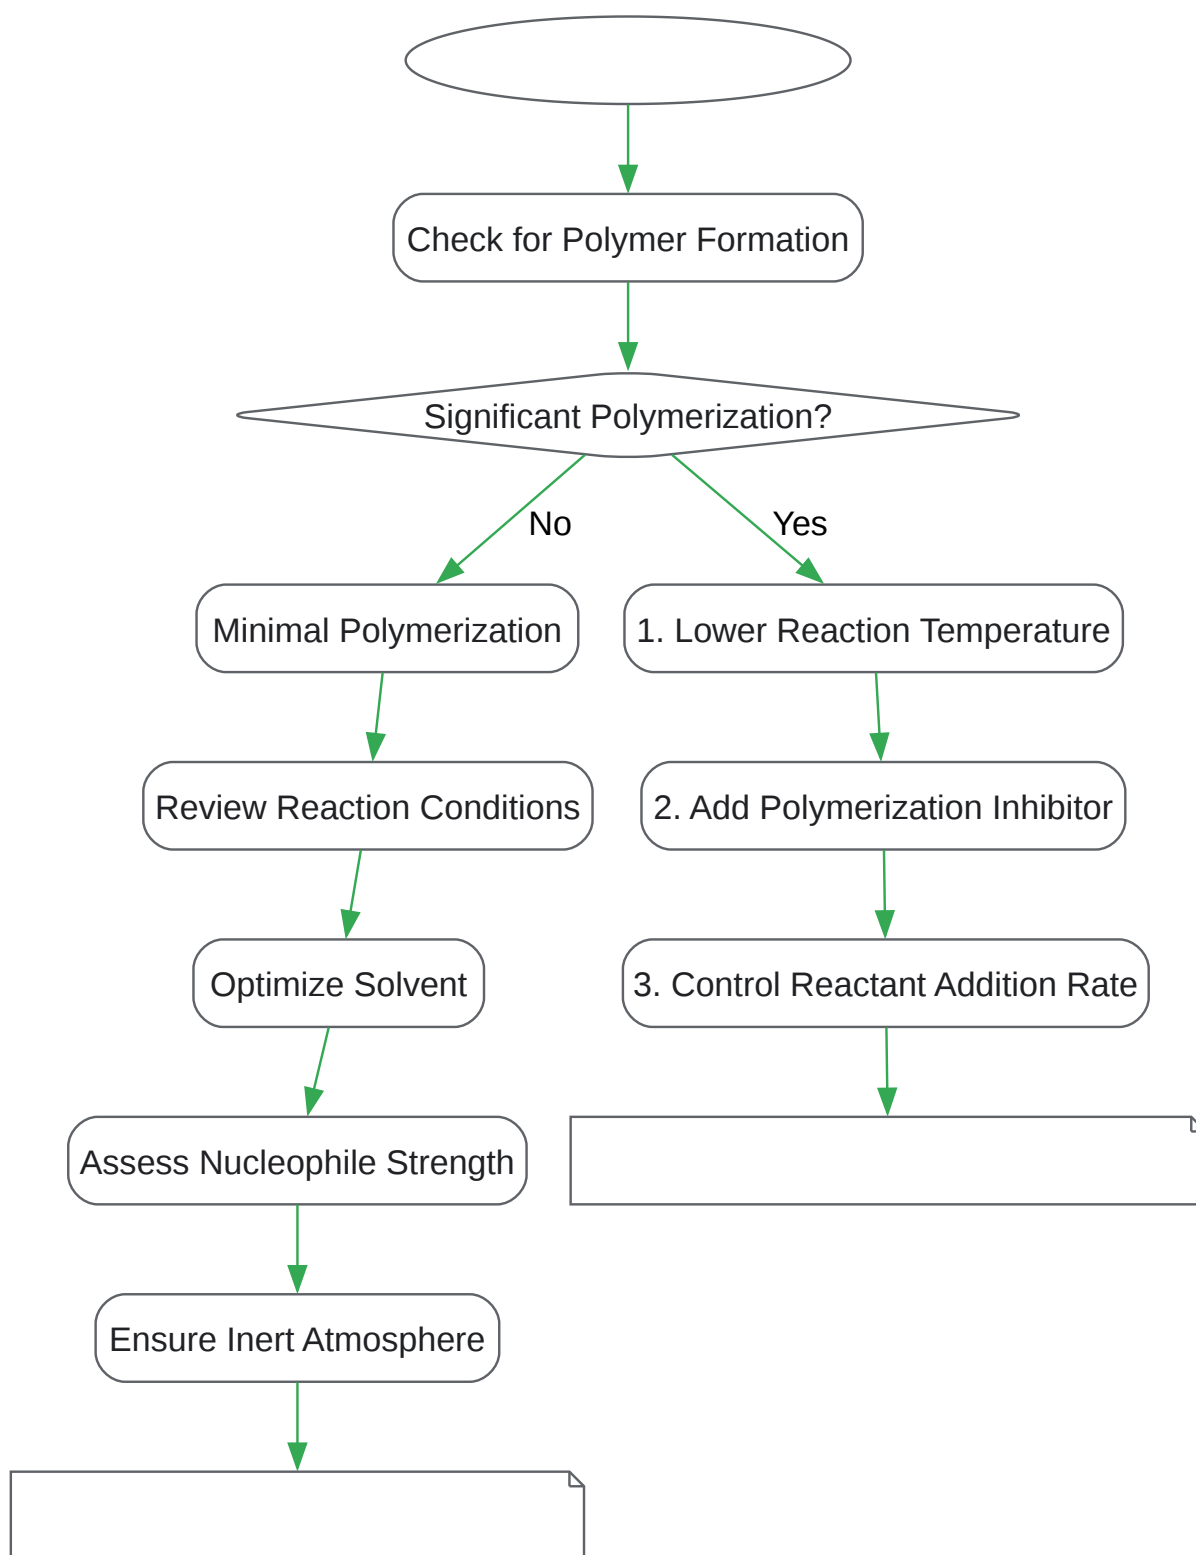 Check for Polymer Formation
Significant Polymerization?
No
Yes
Minimal Polymerization
1. Lower Reaction Temperature
Review Reaction Conditions
2. Add Polymerization Inhibitor
Optimize Solvent
3. Control Reactant Addition Rate
Assess Nucleophile Strength
Ensure Inert Atmosphere